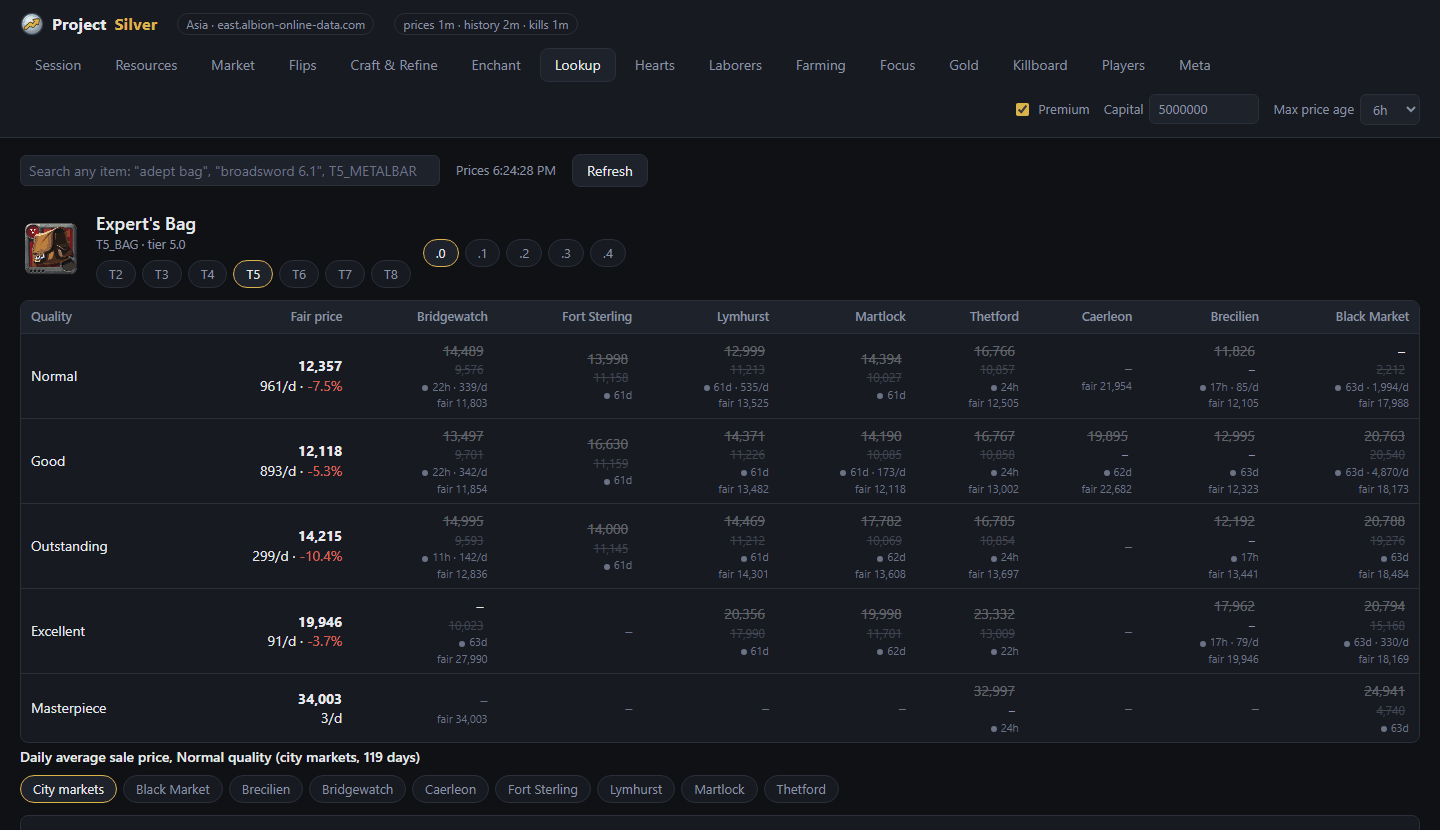 Project Silver
Asia · east.albion-online-data.com
prices 1m · history 2m · kills 1m
Session Resources Market Flips Craft & Refine Enchant Lookup Hearts Laborers Farming Focus Gold Killboard Players Meta
Premium Capital 5000000 Max price age 6h
Search any item: "adept bag", "broadsword 6.1", T5_METALBAR Prices 6:24:28 PM Refresh
Expert's Bag
T5_BAG · tier 5.0
.0 .1 .2 .3 .4
T2 T3 T4 T5 T6 T7 T8
Quality Fair price Bridgewatch Fort Sterling Lymhurst Martlock Thetford Caerleon Brecilien Black Market
Normal
12,357
961/d · -7.5%
14,489
9,576
22h · 339/d
fair 11,803
13,998
11,158
61d
12,999
11,213
61d · 535/d
fair 13,525
14,394
10,027
61d
16,766
10,857
24h
fair 12,505
–
fair 21,954
11,826
–
17h · 85/d
fair 12,105
–
2,212
63d · 1,994/d
fair 17,988
Good
12,118
893/d · -5.3%
13,497
9,701
22h · 342/d
fair 11,854
16,630
11,159
61d
14,371
11,226
61d
fair 13,482
14,190
10,085
61d · 173/d
fair 12,118
16,767
10,858
24h
fair 13,002
19,895
–
62d
fair 22,682
12,995
–
63d
fair 12,323
20,763
20,540
63d · 4,870/d
fair 18,173
Outstanding
14,215
299/d · -10.4%
14,995
9,593
11h · 142/d
fair 12,836
14,000
11,145
61d
14,469
11,212
61d
fair 14,301
17,782
10,069
62d
fair 13,608
16,785
10,854
24h
fair 13,697
–
12,192
–
17h
fair 13,441
20,788
19,276
63d
fair 18,484
Excellent
19,946
91/d · -3.7%
–
10,023
63d
fair 27,990
–
20,356
17,990
61d
19,998
11,701
62d
23,332
13,009
22h
–
17,962
–
17h · 79/d
fair 19,946
20,794
15,168
63d · 330/d
fair 18,169
Masterpiece
34,003
3/d
–
fair 34,003
–
–
–
32,997
–
24h
–
–
24,941
4,740
63d
Daily average sale price, Normal quality (city markets, 119 days)
City markets Black Market Brecilien Bridgewatch Caerleon Fort Sterling Lymhurst Martlock Thetford